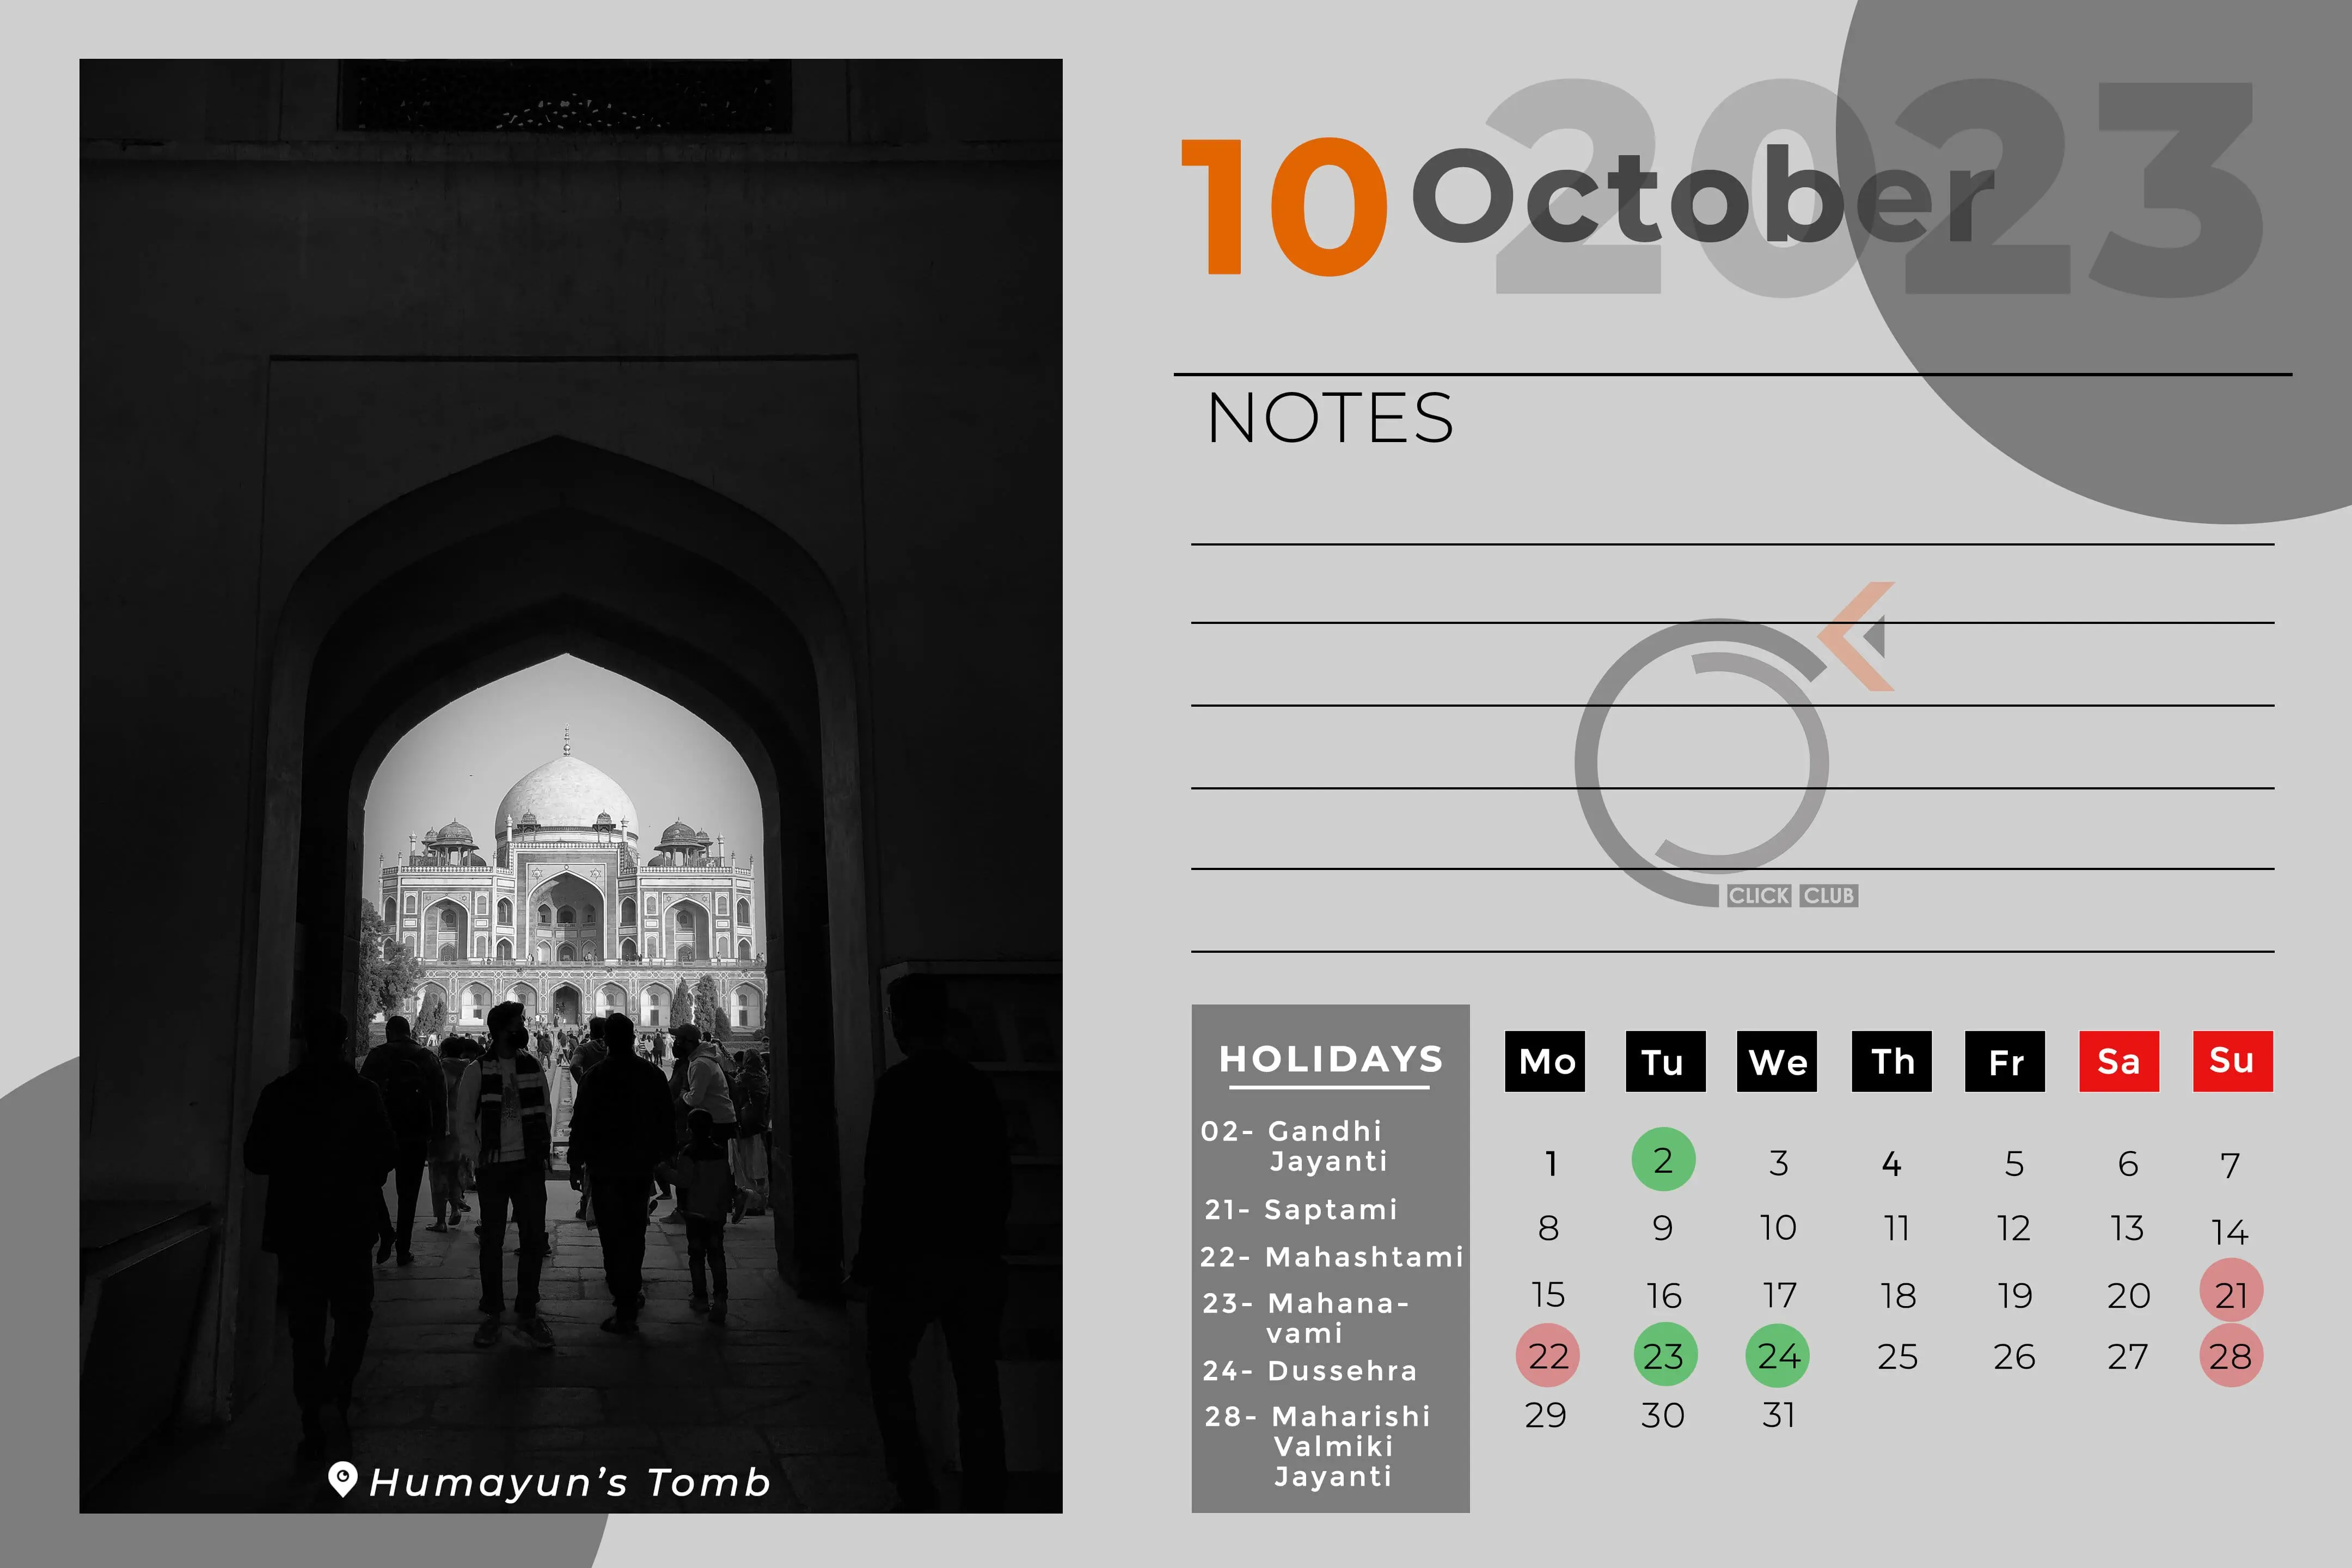 2023
10 October
NOTES
CLICK CLUB
HOLIDAYS
02- Gandhi
Jayanti
21- Saptami
22- Mahashtami
23- Mahana-
vami
24- Dussehra
28- Maharishi
Valmiki
Jayanti
Mo Tu We Th Fr Sa Su
1 2 3 4 5 6 7
8 9 10 11 12 13 14
15 16 17 18 19 20 21
22 23 24 25 26 27 28
29 30 31
Humayun's Tomb